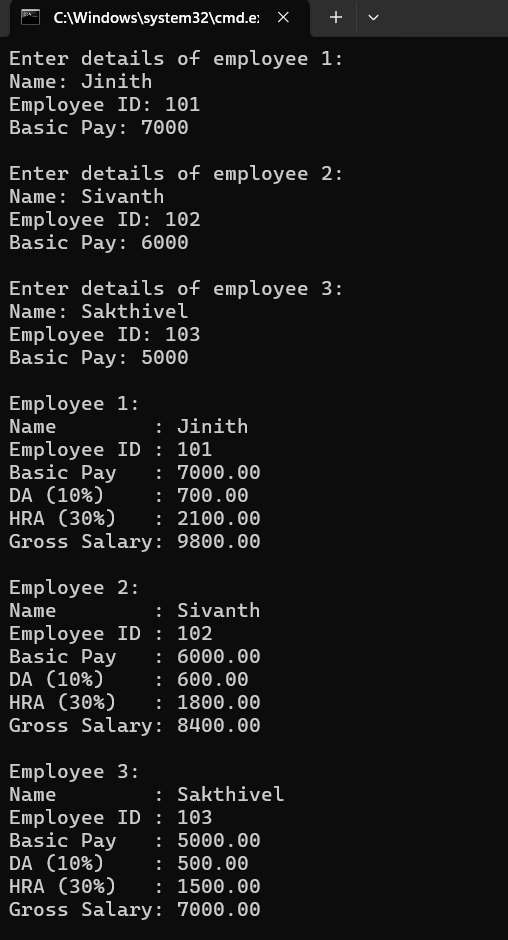 C:\Windows\system32\cmd.e
Enter details of employee 1:
Name: Jinith
Employee ID: 101
Basic Pay: 7000
Enter details of employee 2:
Name: Sivanth
Employee ID: 102
Basic Pay: 6000
Enter details of employee 3:
Name: Sakthivel
Employee ID: 103
Basic Pay: 5000
Employee 1:
Name        : Jinith
Employee ID : 101
Basic Pay   : 7000.00
DA (10%)    : 700.00
HRA (30%)   : 2100.00
Gross Salary: 9800.00
Employee 2:
Name        : Sivanth
Employee ID : 102
Basic Pay   : 6000.00
DA (10%)    : 600.00
HRA (30%)   : 1800.00
Gross Salary: 8400.00
Employee 3:
Name        : Sakthivel
Employee ID : 103
Basic Pay   : 5000.00
DA (10%)    : 500.00
HRA (30%)   : 1500.00
Gross Salary: 7000.00